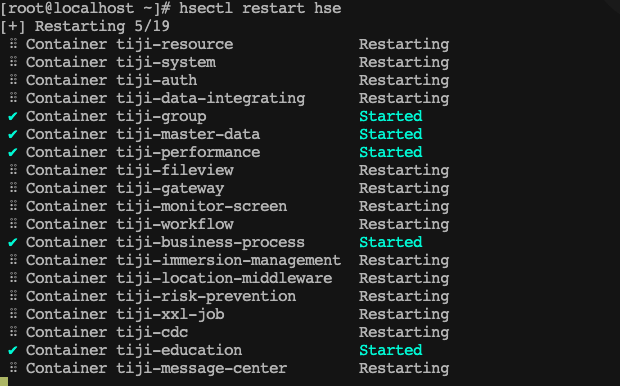 [root@localhost ~]# hsectl restart hse
[+] Restarting 5/19
⠿ Container tiji-resource Restarting
⠿ Container tiji-system Restarting
⠿ Container tiji-auth Restarting
⠿ Container tiji-data-integrating Restarting
✔ Container tiji-group Started
✔ Container tiji-master-data Started
✔ Container tiji-performance Started
⠿ Container tiji-fileview Restarting
⠿ Container tiji-gateway Restarting
⠿ Container tiji-monitor-screen Restarting
⠿ Container tiji-workflow Restarting
✔ Container tiji-business-process Started
⠿ Container tiji-immersion-management Restarting
⠿ Container tiji-location-middleware Restarting
⠿ Container tiji-risk-prevention Restarting
⠿ Container tiji-xxl-job Restarting
⠿ Container tiji-cdc Restarting
✔ Container tiji-education Started
⠿ Container tiji-message-center Restarting